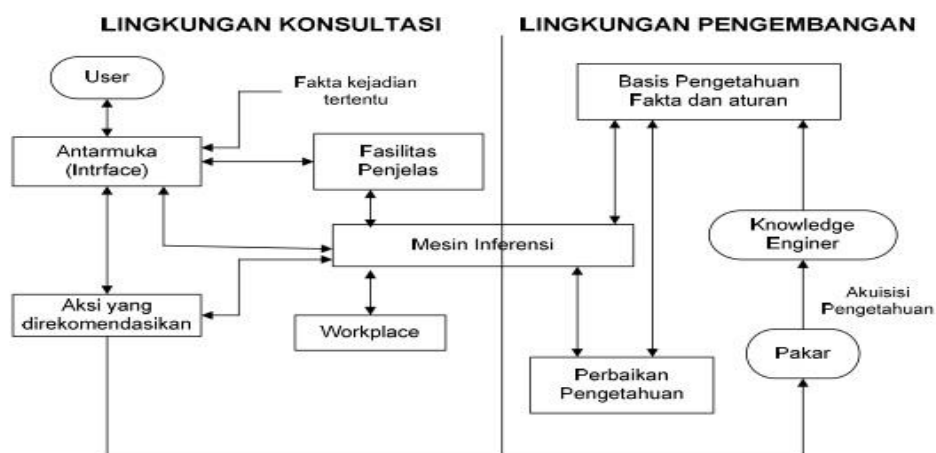 LINGKUNGAN KONSULTASI
LINGKUNGAN PENGEMBANGAN
User
Fakta kejadian
tertentu
Antarmuka
(Intrface)
Fasilitas
Penjelas
Mesin Inferensi
Aksi yang
direkomendasikan
Workplace
Basis Pengetahuan
Fakta dan aturan
Knowledge
Enginer
Akuisisi
Pengetahuan
Pakar
Perbaikan
Pengetahuan